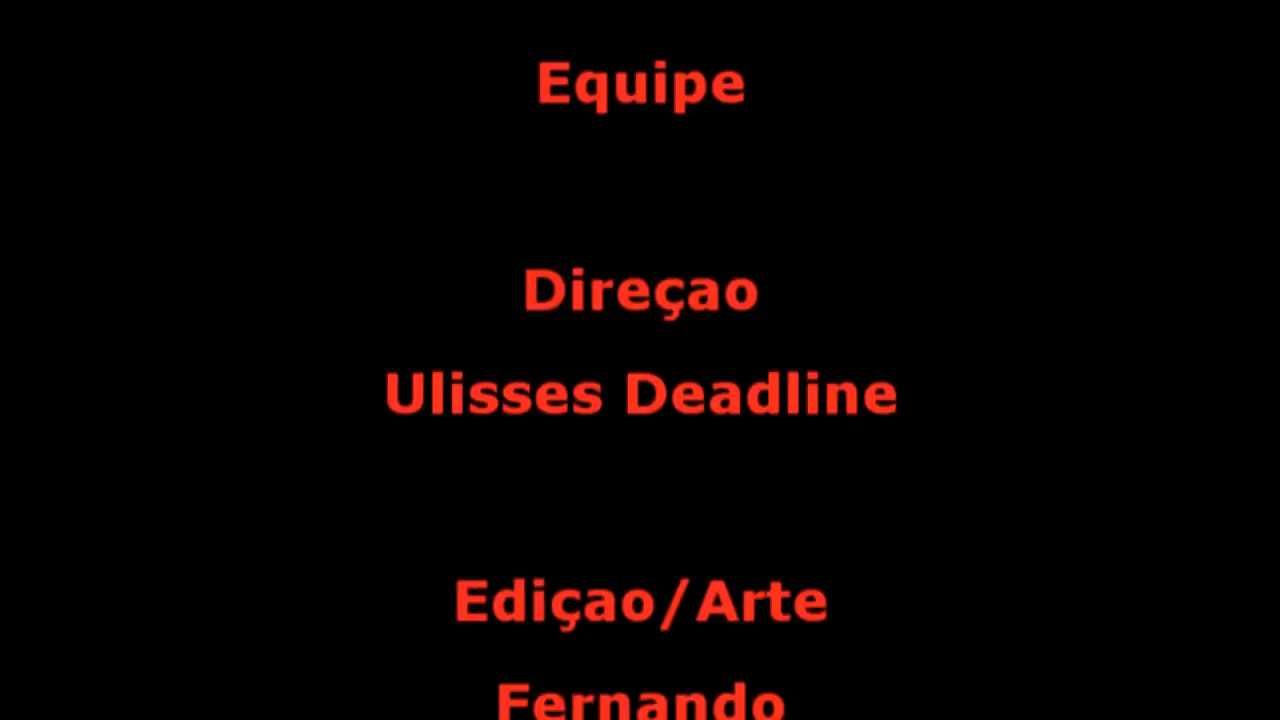 Equipe
Direçao
Ulisses Deadline
Ediçao/Arte
Fernando